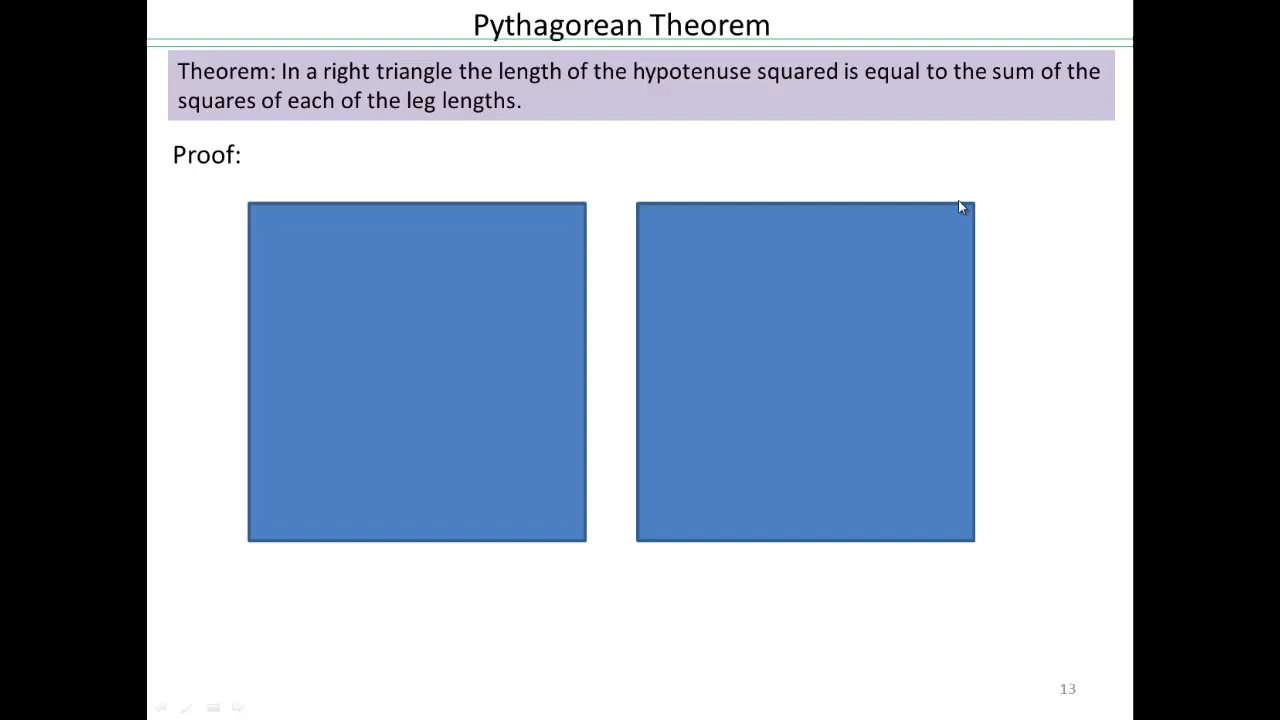 Pythagorean Theorem
Theorem: In a right triangle the length of the hypotenuse squared is equal to the sum of the
squares of each of the leg lengths.
Proof:
13